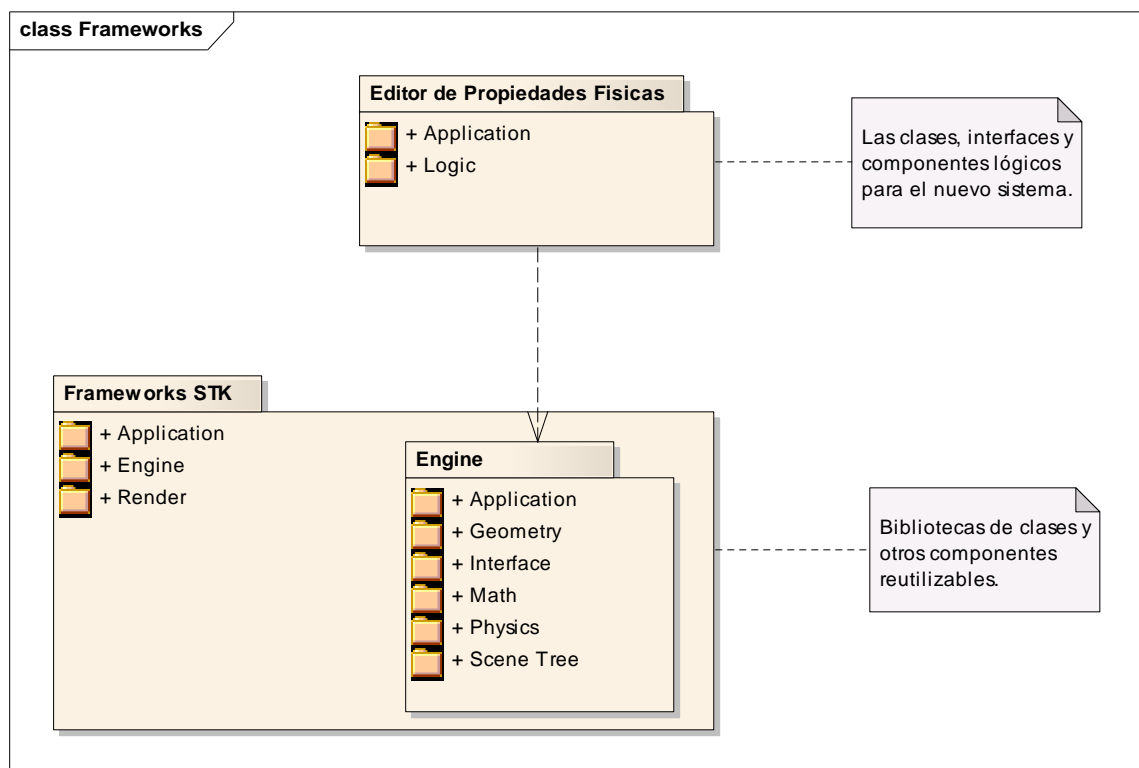 class Frameworks
Editor de Propiedades Fisicas
+ Application
+ Logic
Las clases, interfaces y
componentes lógicos
para el nuevo sistema.
Frameworks STK
+ Application
+ Engine
+ Render
Engine
+ Application
+ Geometry
+ Interface
+ Math
+ Physics
+ Scene Tree
Bibliotecas de clases y
otros componentes
reutilizables.